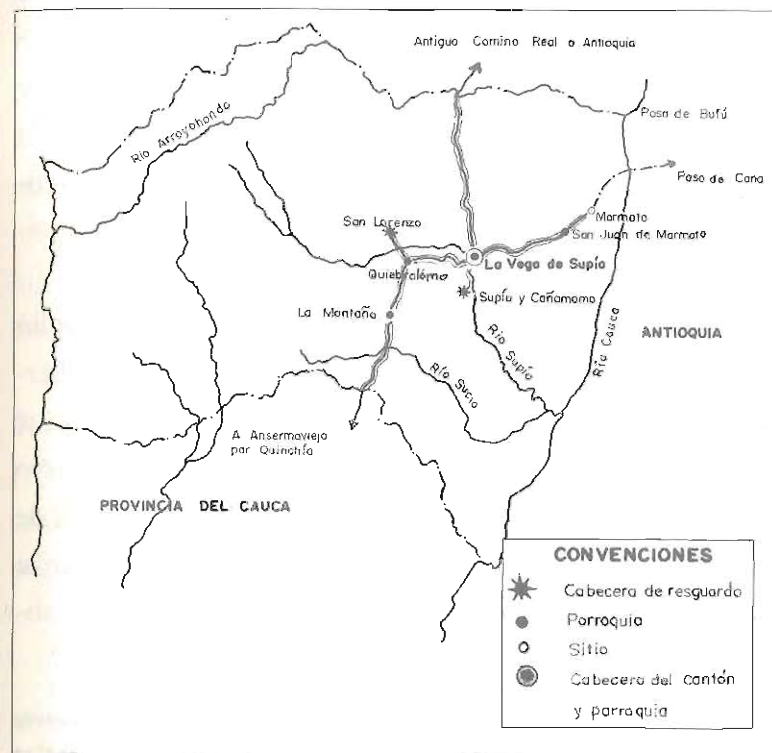 Antiguo Camino Real a Antioquia
Paso de Bufú
Río Arroyohondo
Paso de Cana
San Lorenzo
Marmato
San Juan de Marmato
La Vega de Supía
Quiebralomo
Supía y Cañamomo
La Montaña
Río Supía
Río Cauca
ANTIOQUIA
Río Sucio
A Ansermaviejo
por Quinchía
PROVINCIA DEL CAUCA
CONVENCIONES
Cabecera de resguardo
Parroquia
Sitio
Cabecera del cantón
y parroquia